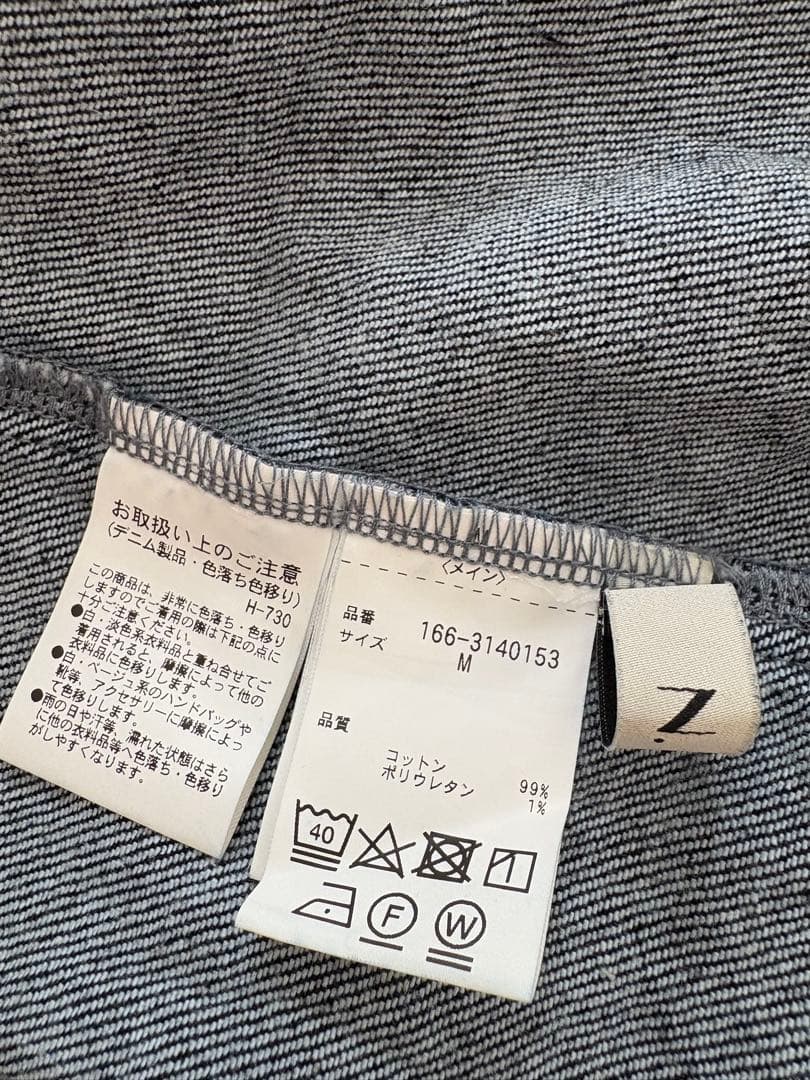 お取扱い上のご注意
(デニム製品・色落ち色移り)
H-730
この商品は、非常に色落ち・色移り
しますのでご着用の際は下記の点に
十分ご注意ください。
●白・淡色系衣料品と重ね合せてご
着用されると、摩擦によって他の
衣料品に色移りします。
●白・ベージュ系のハンドバッグや
靴等、アクセサリーに摩擦によっ
て色移りします。
●雨の日や汗等、濡れた状態はさら
に他の衣料品等へ色落ち・色移り
がしやすくなります。
〈メイン〉
品番 166-3140153
サイズ M
品質
コットン 99%
ポリウレタン 1%
40
F W
N.